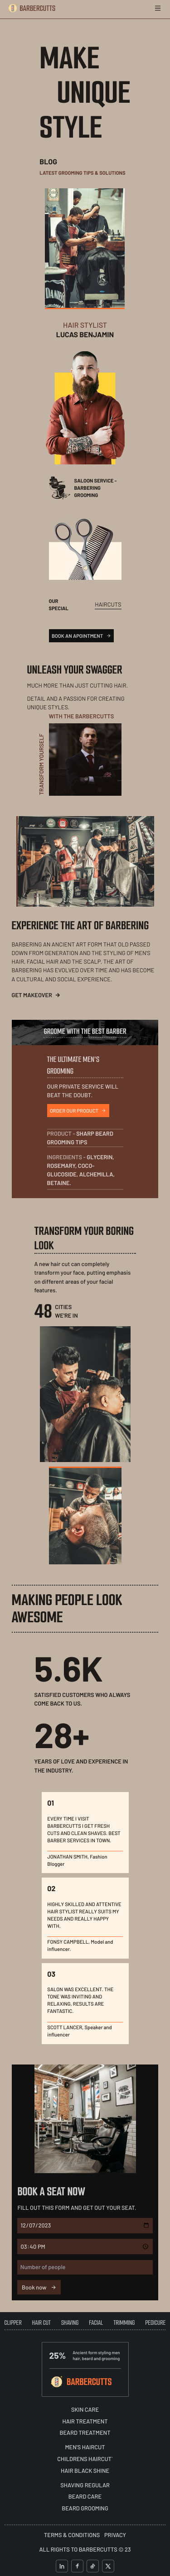 BARBERCUTTS
MAKE
UNIQUE
STYLE
BLOG
LATEST GROOMING TIPS & SOLUTIONS
HAIR STYLIST
LUCAS BENJAMIN
SALOON SERVICE -
BARBERING
GROOMING
OUR
SPECIAL
HAIRCUTS
BOOK AN APOINTMENT
UNLEASH YOUR SWAGGER
MUCH MORE THAN JUST CUTTING HAIR.
DETAIL AND A PASSION FOR CREATING
UNIQUE STYLES.
WITH THE BARBERCUTTS
TRANSFORM YOURSELF
EXPERIENCE THE ART OF BARBERING
BARBERING AN ANCIENT ART FORM THAT OLD PASSED
DOWN FROM GENERATION AND THE STYLING OF MEN'S
HAIR, FACIAL HAIR AND THE SCALP. THE ART OF
BARBERING HAS EVOLVED OVER TIME AND HAS BECOME
A CULTURAL AND SOCIAL EXPERIENCE.
GET MAKEOVER
GROOME WITH THE BEST BARBER
THE ULTIMATE MEN'S
GROOMING
OUR PRIVATE SERVICE WILL
BEAT THE DOUBT.
ORDER OUR PRODUCT
PRODUCT - SHARP BEARD
GROOMING TIPS
INGREDIENTS - GLYCERIN,
ROSEMARY, COCO-
GLUCOSIDE, ALCHEMILLA,
BETAINE.
TRANSFORM YOUR BORING
LOOK
A new hair cut can completely
transform your face, putting emphasis
on different areas of your facial
features.
48 CITIES
WE'RE IN
MAKING PEOPLE LOOK
AWESOME
5.6K
SATISFIED CUSTOMERS WHO ALWAYS
COME BACK TO US.
28+
YEARS OF LOVE AND EXPERIENCE IN
THE INDUSTRY.
01
EVERY TIME I VISIT
BARBERCUTTS I GET FRESH
CUTS AND CLEAN SHAVES. BEST
BARBER SERVICES IN TOWN.
JONATHAN SMITH, Fashion
Blogger
02
HIGHLY SKILLED AND ATTENTIVE
HAIR STYLIST REALLY SUITS MY
NEEDS AND REALLY HAPPY
WITH.
FONSY CAMPBELL, Model and
influencer.
03
SALON WAS EXCELLENT. THE
TONE WAS INVITING AND
RELAXING, RESULTS ARE
FANTASTIC.
SCOTT LANCER, Speaker and
influencer
BOOK A SEAT NOW
FILL OUT THIS FORM AND GET OUT YOUR SEAT.
12/07/2023
03:40 PM
Number of people
Book now
CLIPPER HAIR CUT SHAVING FACIAL TRIMMING PEDICURE
25% Ancient form styling men
hair, beard and grooming
BARBERCUTTS
SKIN CARE
HAIR TREATMENT
BEARD TREATMENT
MEN'S HAIRCUT
CHILDRENS HAIRCUT`
HAIR BLACK SHINE
SHAVING REGULAR
BEARD CARE
BEARD GROOMING
TERMS & CONDITIONS PRIVACY
ALL RIGHTS TO BARBERCUTTS © 23